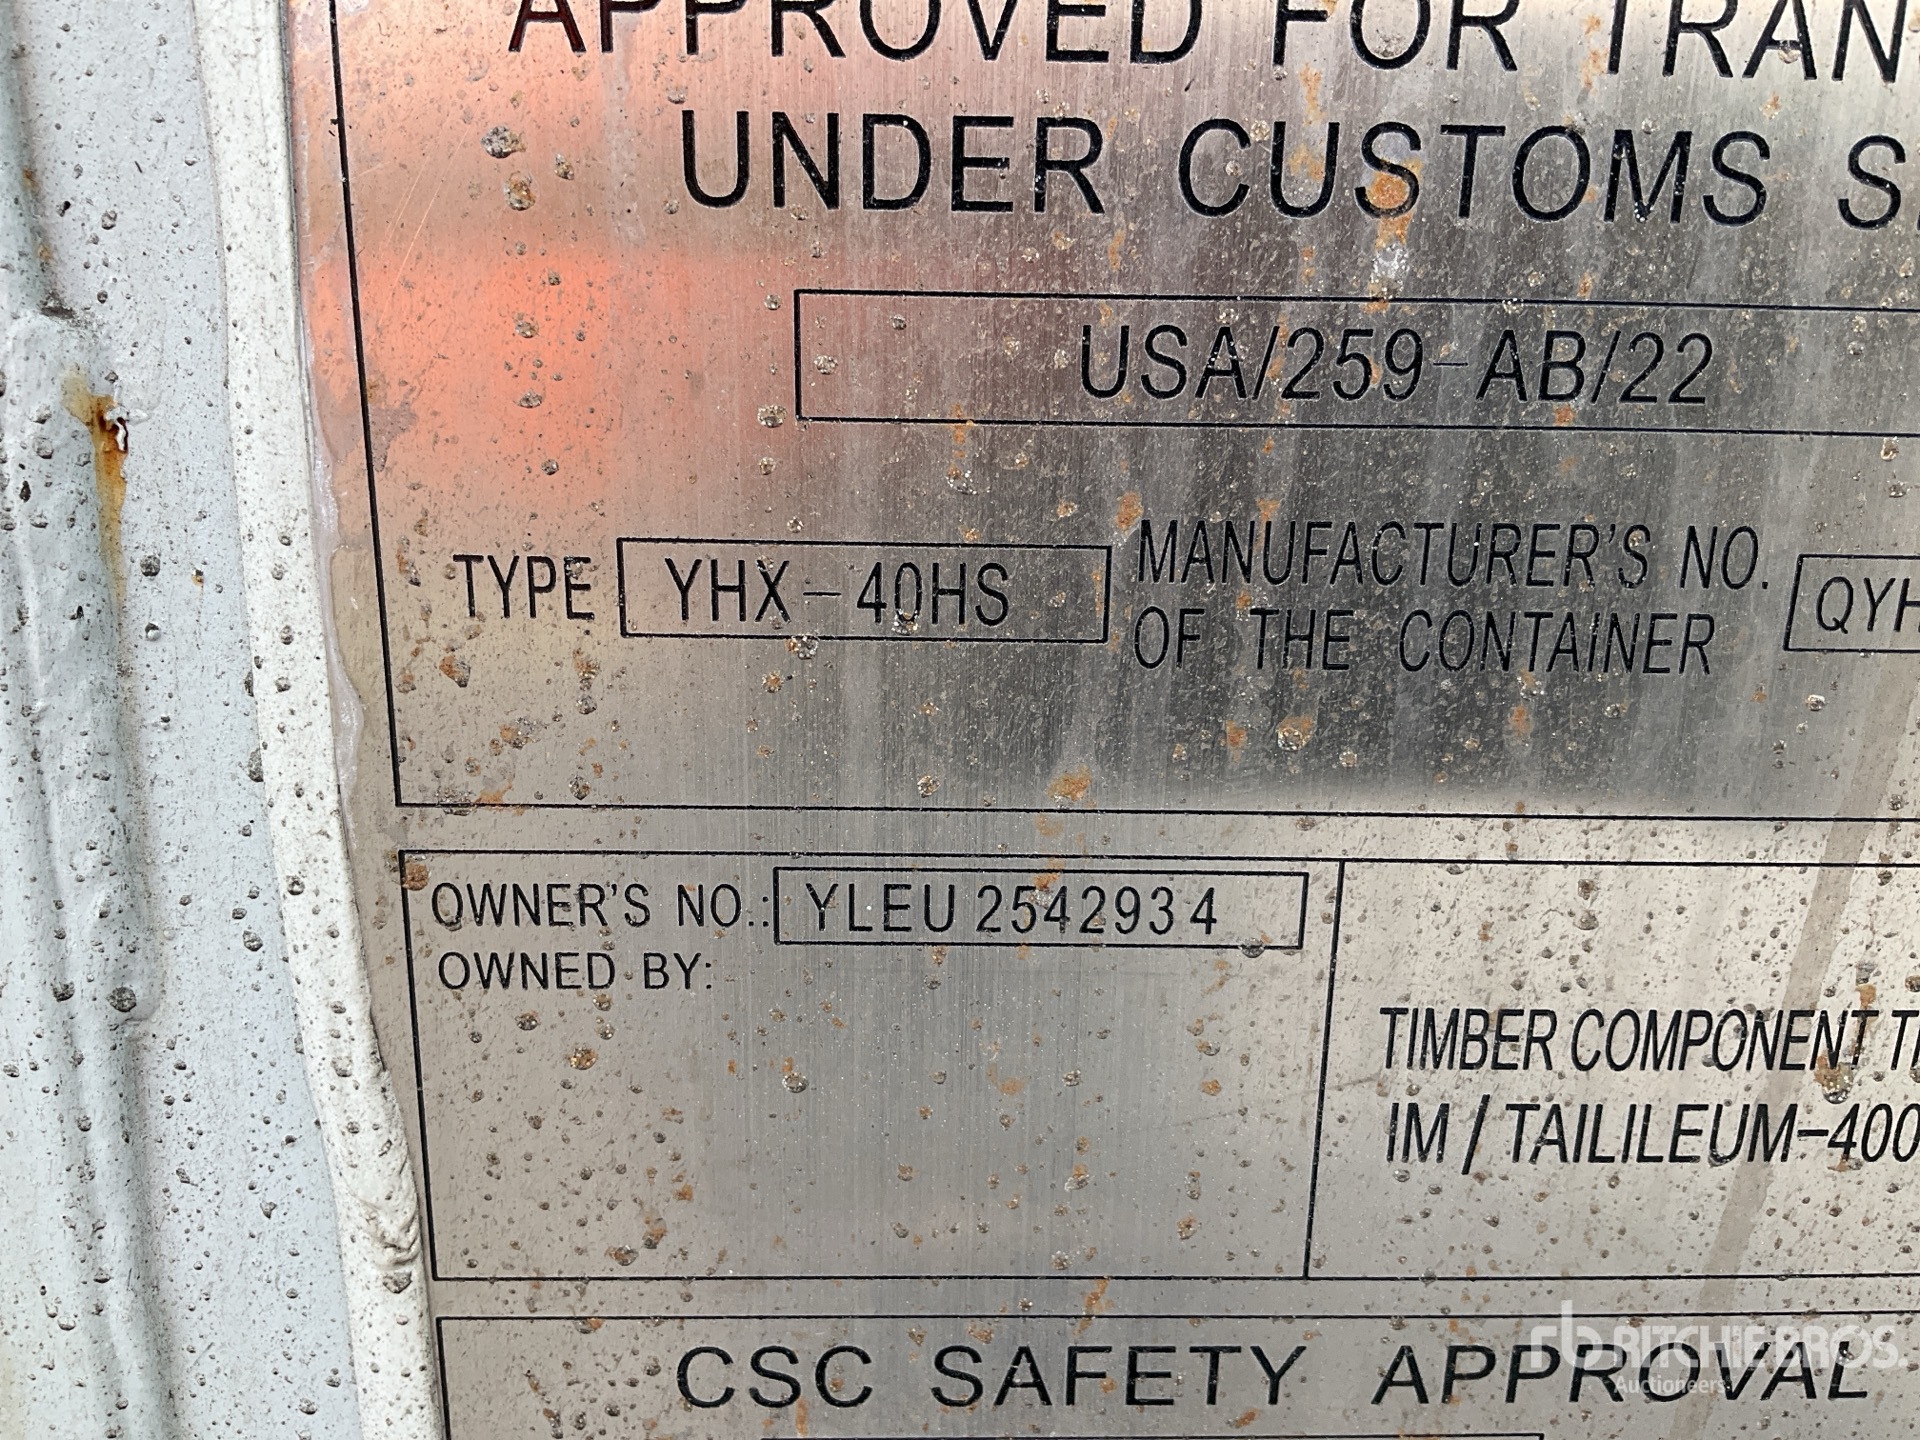 APPROVED FOR TRAN
UNDER CUSTOMS S
USA/259-AB/22
TYPE YHX-40HS MANUFACTURER'S NO. OF THE CONTAINER QYH
OWNER'S NO.: YLEU 2542934
OWNED BY:
TIMBER COMPONENT
IM / TAILILEUM-400
CSC SAFETY APPROVAL
rb RITCHIE BROS.
Auctioneers